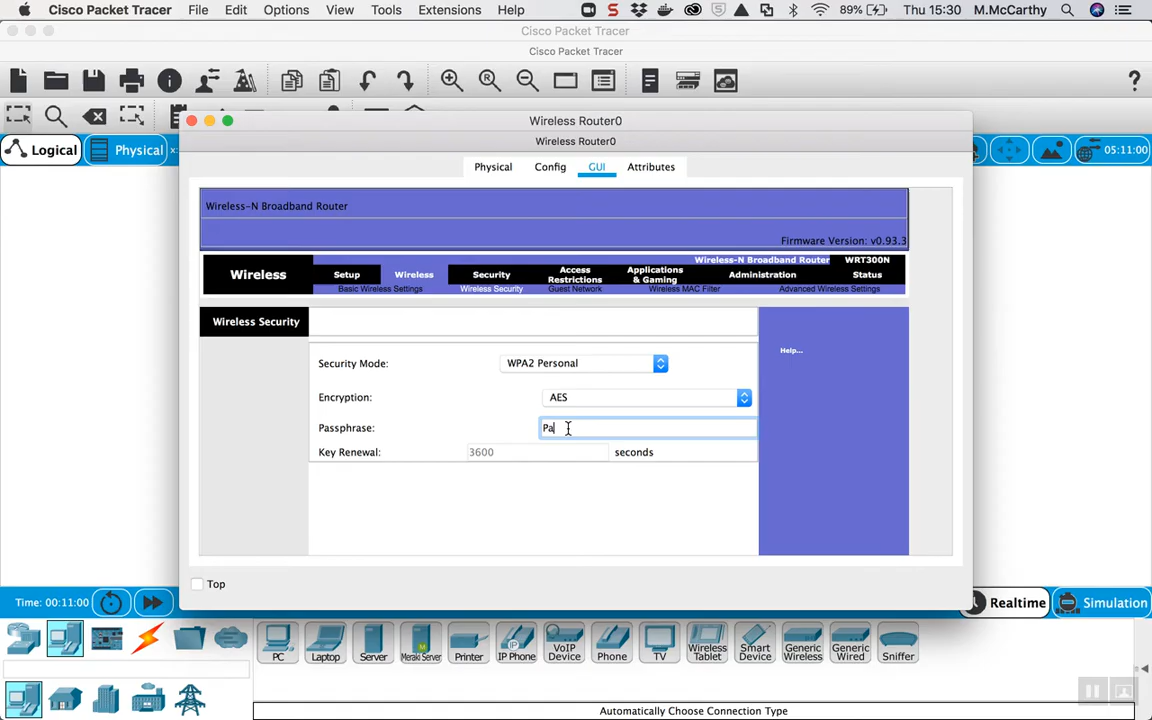 Cisco Packet Tracer File Edit Options View Tools Extensions Help 89% Thu 15:30 M.McCarthy
Cisco Packet Tracer
Cisco Packet Tracer
Logical Physical x: 05:11:00
Wireless Router0
Wireless Router0
Physical Config GUI Attributes
Wireless-N Broadband Router
Firmware Version: v0.93.3
Wireless-N Broadband Router WRT300N
Wireless Setup Wireless Security Access Restrictions Applications & Gaming Administration Status
Basic Wireless Settings Wireless Security Guest Network Wireless MAC Filter Advanced Wireless Settings
Wireless Security
Help...
Security Mode: WPA2 Personal
Encryption: AES
Passphrase: Pa
Key Renewal: 3600 seconds
Top
Time: 00:11:00 Realtime Simulation
PC Laptop Server Meraki Server Printer IP Phone VoIP Device Phone TV Wireless Tablet Smart Device Generic Wireless Generic Wired Sniffer
Automatically Choose Connection Type